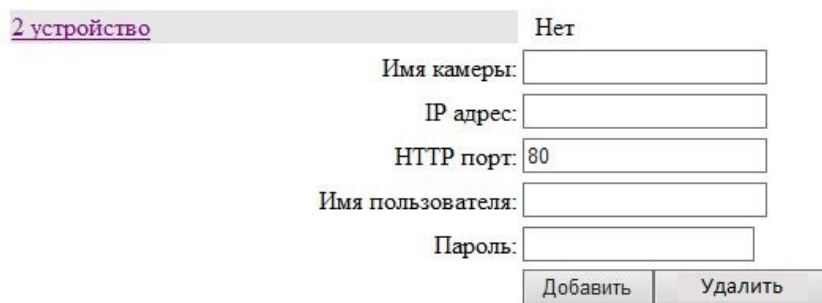 2 устройство Нет
Имя камеры:
IP адрес:
HTTP порт: 80
Имя пользователя:
Пароль:
Добавить Удалить